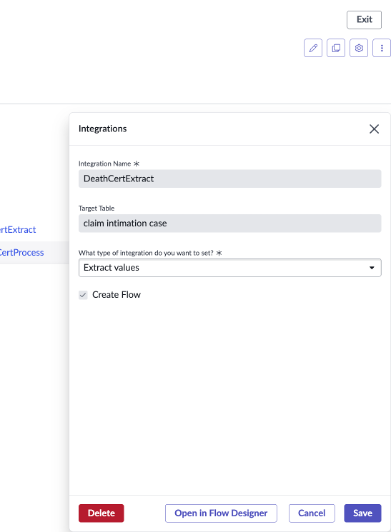 Exit
Integrations
Integration Name *
DeathCertExtract
Target Table
claim intimation case
rtExtract
CertProcess
What type of integration do you want to set? *
Extract values
Create Flow
Delete
Open in Flow Designer
Cancel
Save